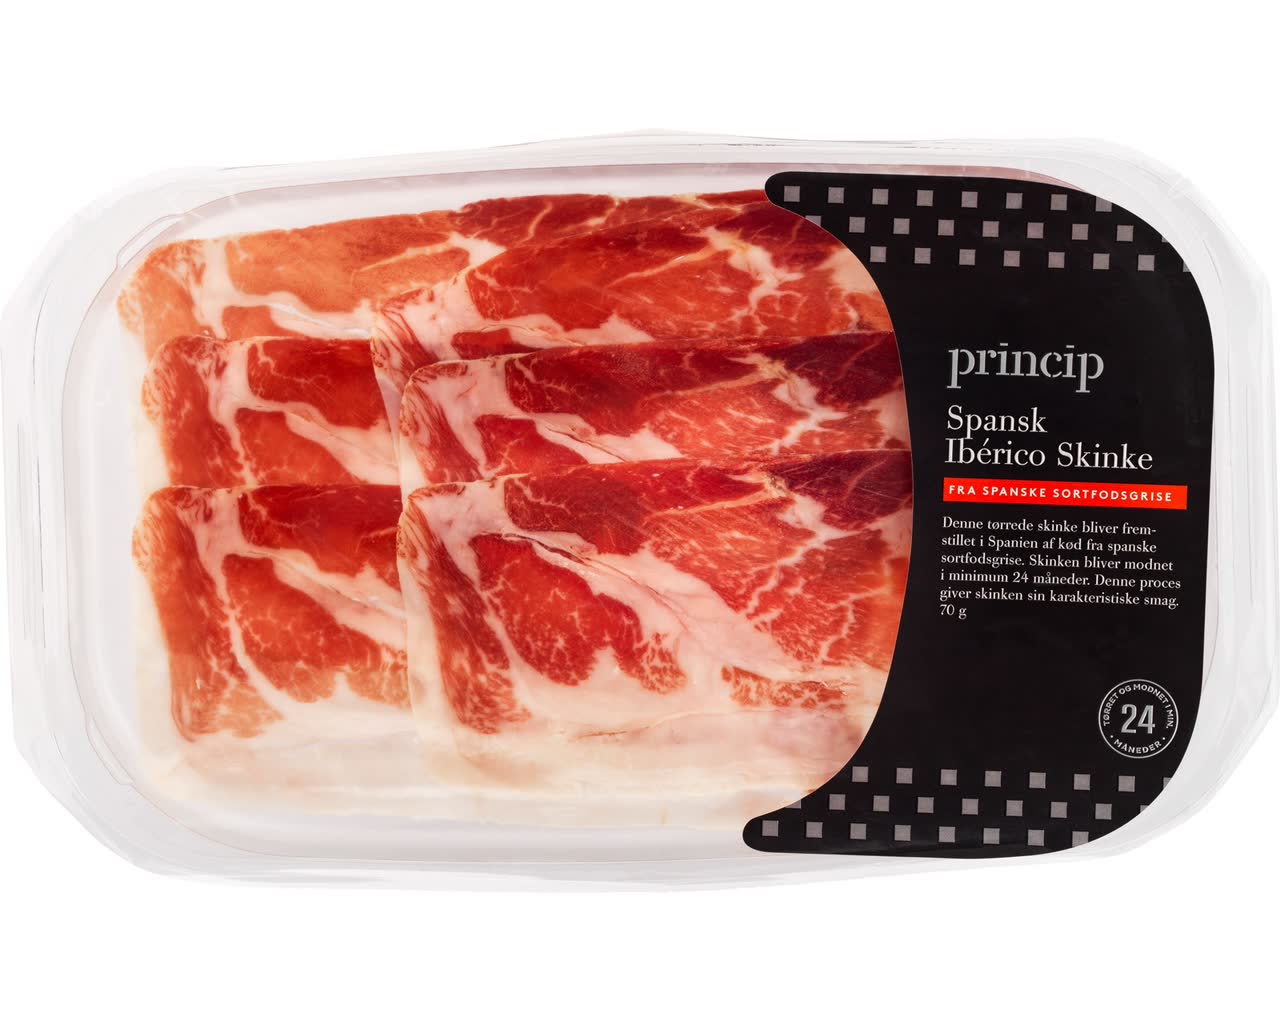 princip
Spansk
Ibérico Skinke
FRA SPANSKE SORTFODSGRISE
Denne tørrede skinke bliver frem-
stillet i Spanien af kød fra spanske
sortfodsgrise. Skinken bliver modnet
i minimum 24 måneder. Denne proces
giver skinken sin karakteristiske smag.
70 g
TØRRET OG MODNET I MIN.
24
• MÅNEDER •